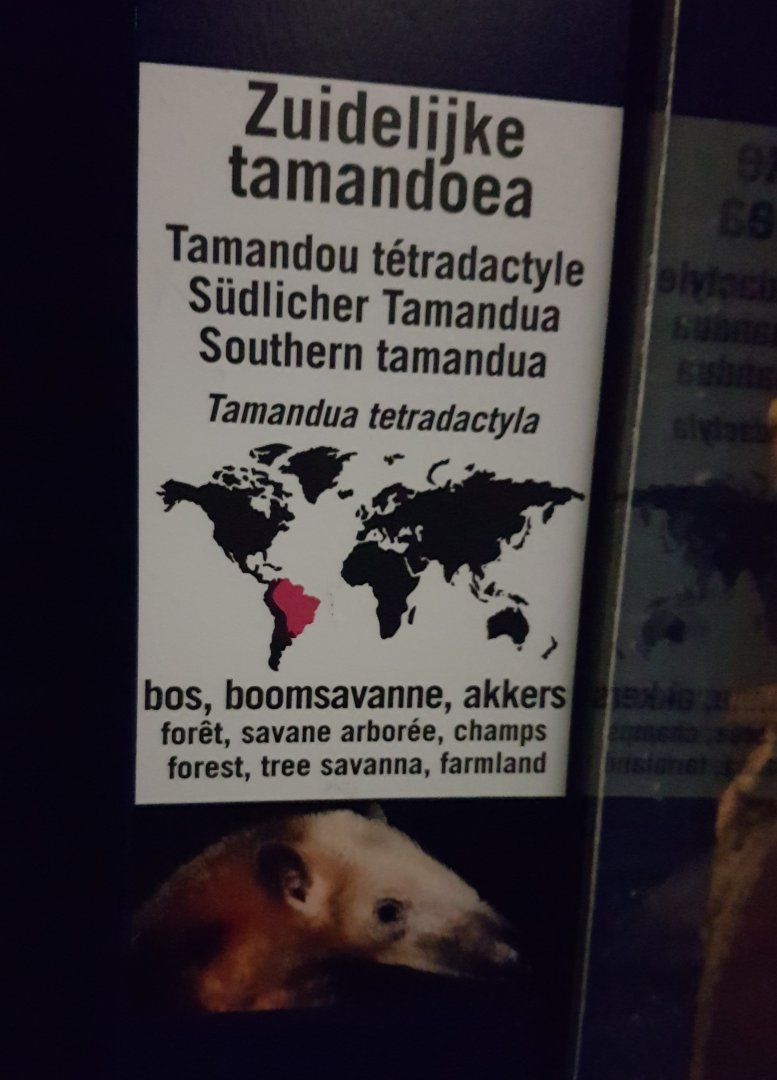 Zuidelijke
tamandoea
Tamandou tétradactyle
Südlicher Tamandua
Southern tamandua
Tamandua tetradactyla
bos, boomsavanne, akkers
forêt, savane arborée, champs
forest, tree savanna, farmland